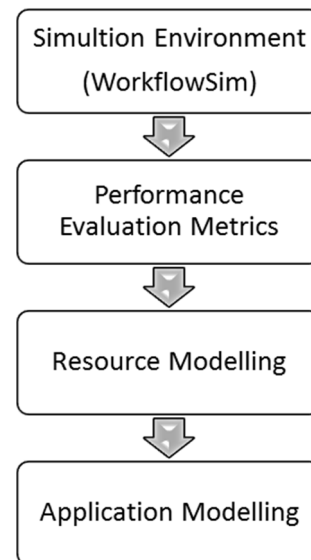 Simultion Environment
(WorkflowSim)
Performance
Evaluation Metrics
Resource Modelling
Application Modelling